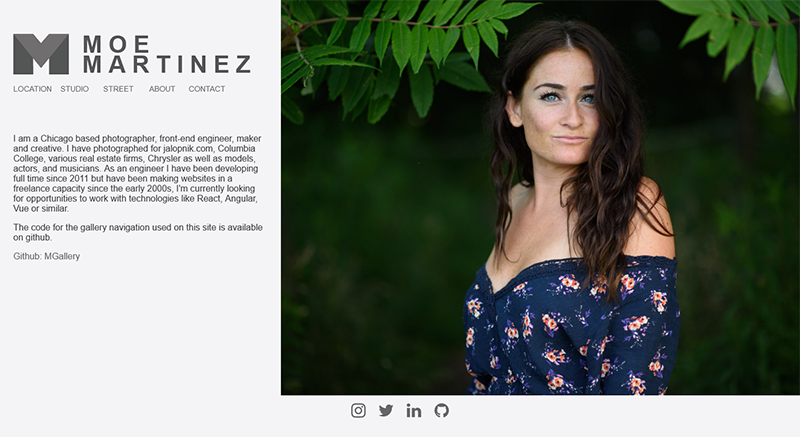 MOE
MARTINEZ
LOCATION STUDIO STREET ABOUT CONTACT
I am a Chicago based photographer, front-end engineer, maker
and creative. I have photographed for jalopnik.com, Columbia
College, various real estate firms, Chrysler as well as models,
actors, and musicians. As an engineer I have been developing
full time since 2011 but have been making websites in a
freelance capacity since the early 2000s, I'm currently looking
for opportunities to work with technologies like React, Angular,
Vue or similar.
The code for the gallery navigation used on this site is available
on github.
Github: MGallery